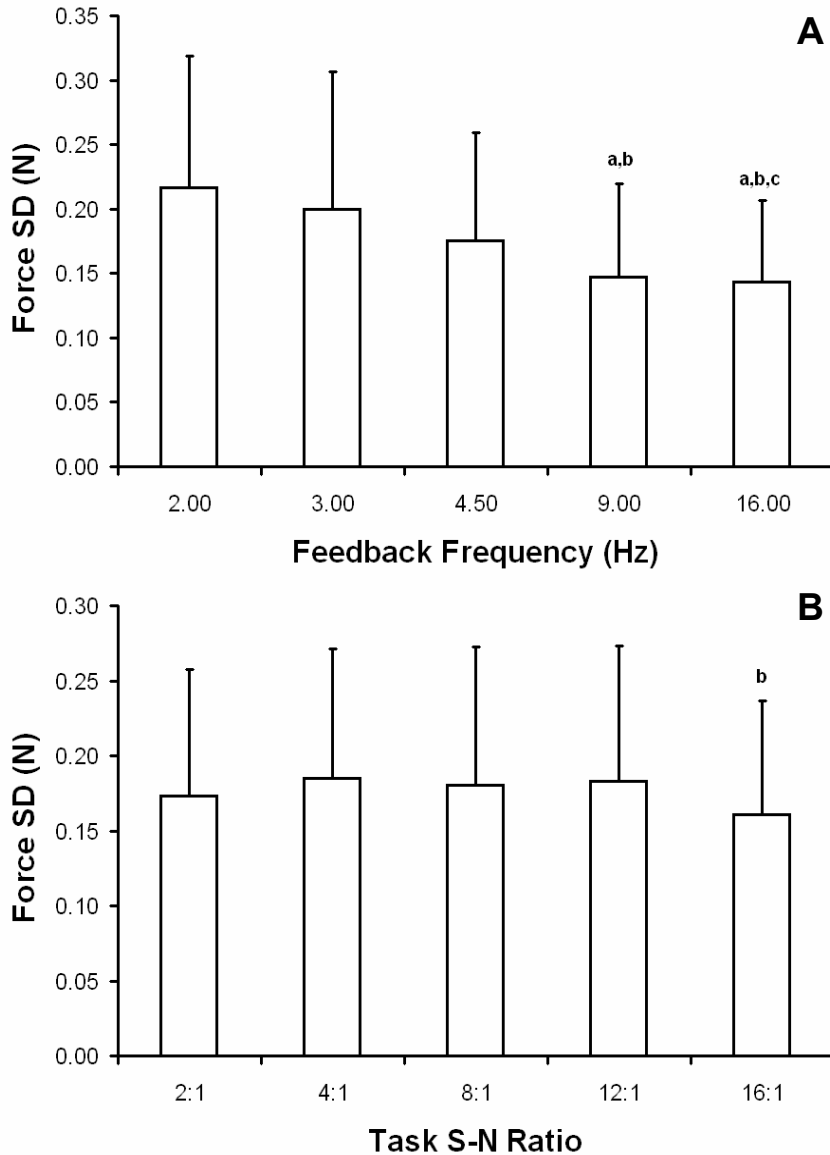 A
0.35
0.30
0.25
0.20
0.15
0.10
0.05
0.00
Force SD (N)
a,b
a,b,c
2.00 3.00 4.50 9.00 16.00
Feedback Frequency (Hz)
B
0.30
0.25
0.20
0.15
0.10
0.05
0.00
Force SD (N)
b
2:1 4:1 8:1 12:1 16:1
Task S-N Ratio